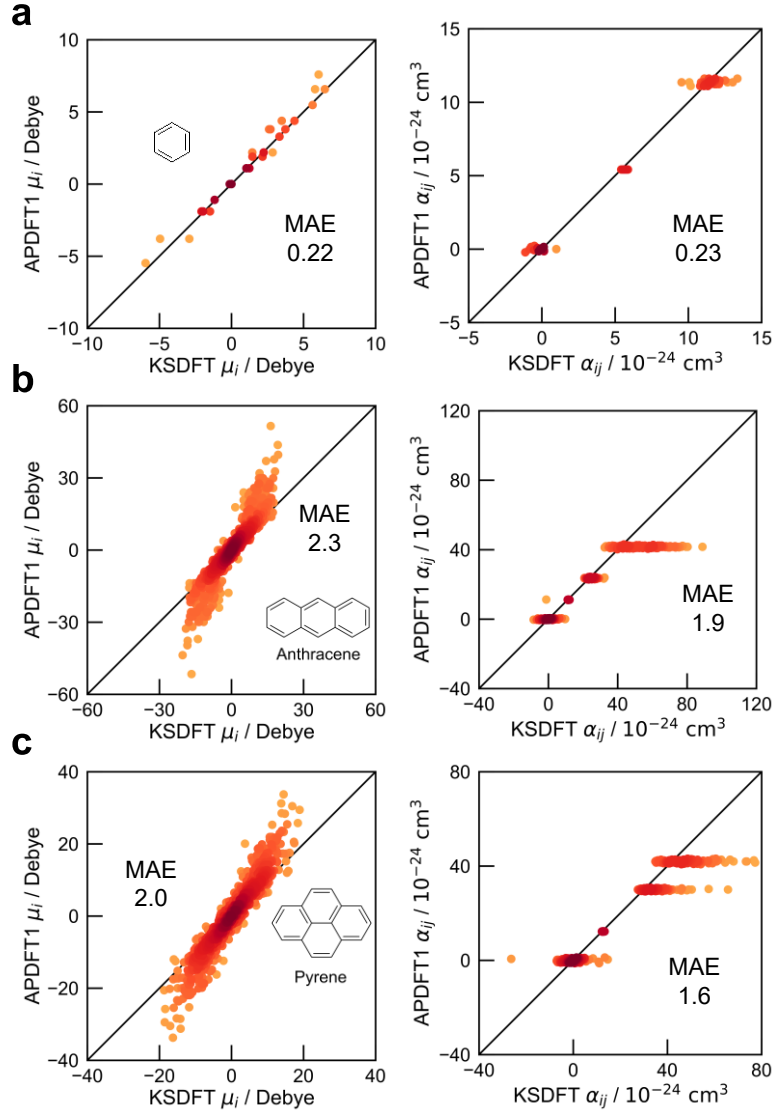 a
10
5
0
−5
−10
−10
−5
0
5
10
APDFT1 μi / Debye
KSDFT μi / Debye
MAE
0.22
15
10
5
0
−5
−5
0
5
10
15
APDFT1 αij / 10−24 cm3
KSDFT αij / 10−24 cm3
MAE
0.23
b
60
30
0
−30
−60
−60
−30
0
30
60
APDFT1 μi / Debye
KSDFT μi / Debye
MAE
2.3
Anthracene
120
80
40
0
−40
−40
0
40
80
120
APDFT1 αij / 10−24 cm3
KSDFT αij / 10−24 cm3
MAE
1.9
c
40
20
0
−20
−40
−40
−20
0
20
40
APDFT1 μi / Debye
KSDFT μi / Debye
MAE
2.0
Pyrene
80
40
0
−40
−40
0
40
80
APDFT1 αij / 10−24 cm3
KSDFT αij / 10−24 cm3
MAE
1.6